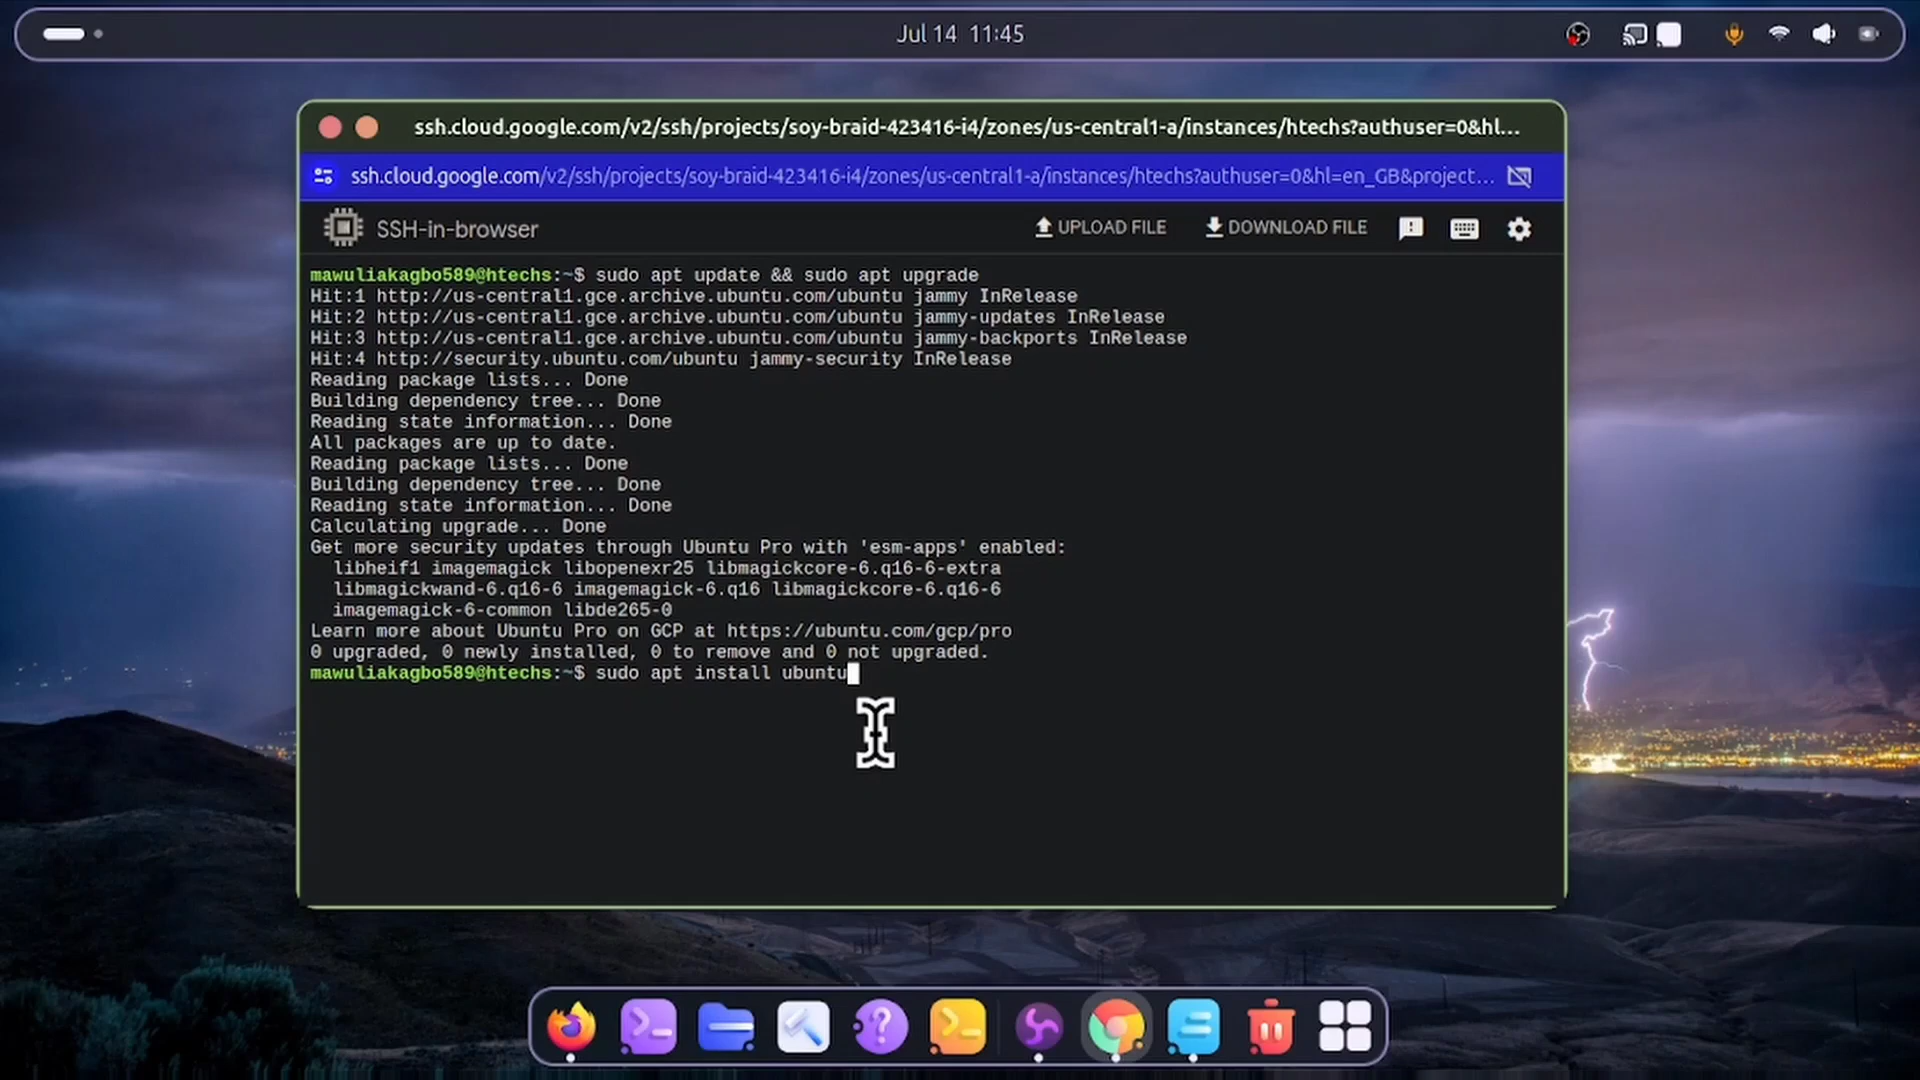 Jul 14 11:45
ssh.cloud.google.com/v2/ssh/projects/soy-braid-423416-i4/zones/us-central1-a/instances/htechs?authuser=0&hl...
ssh.cloud.google.com/v2/ssh/projects/soy-braid-423416-i4/zones/us-central1-a/instances/htechs?authuser=0&hl=en_GB&project...
SSH-in-browser UPLOAD FILE DOWNLOAD FILE
mawuliakagbo589@htechs:~$ sudo apt update && sudo apt upgrade
Hit:1 http://us-central1.gce.archive.ubuntu.com/ubuntu jammy InRelease
Hit:2 http://us-central1.gce.archive.ubuntu.com/ubuntu jammy-updates InRelease
Hit:3 http://us-central1.gce.archive.ubuntu.com/ubuntu jammy-backports InRelease
Hit:4 http://security.ubuntu.com/ubuntu jammy-security InRelease
Reading package lists... Done
Building dependency tree... Done
Reading state information... Done
All packages are up to date.
Reading package lists... Done
Building dependency tree... Done
Reading state information... Done
Calculating upgrade... Done
Get more security updates through Ubuntu Pro with 'esm-apps' enabled:
libheif1 imagemagick libopenexr25 libmagickcore-6.q16-6-extra
libmagickwand-6.q16-6 imagemagick-6.q16 libmagickcore-6.q16-6
imagemagick-6-common libde265-0
Learn more about Ubuntu Pro on GCP at https://ubuntu.com/gcp/pro
0 upgraded, 0 newly installed, 0 to remove and 0 not upgraded.
mawuliakagbo589@htechs:~$ sudo apt install ubuntu